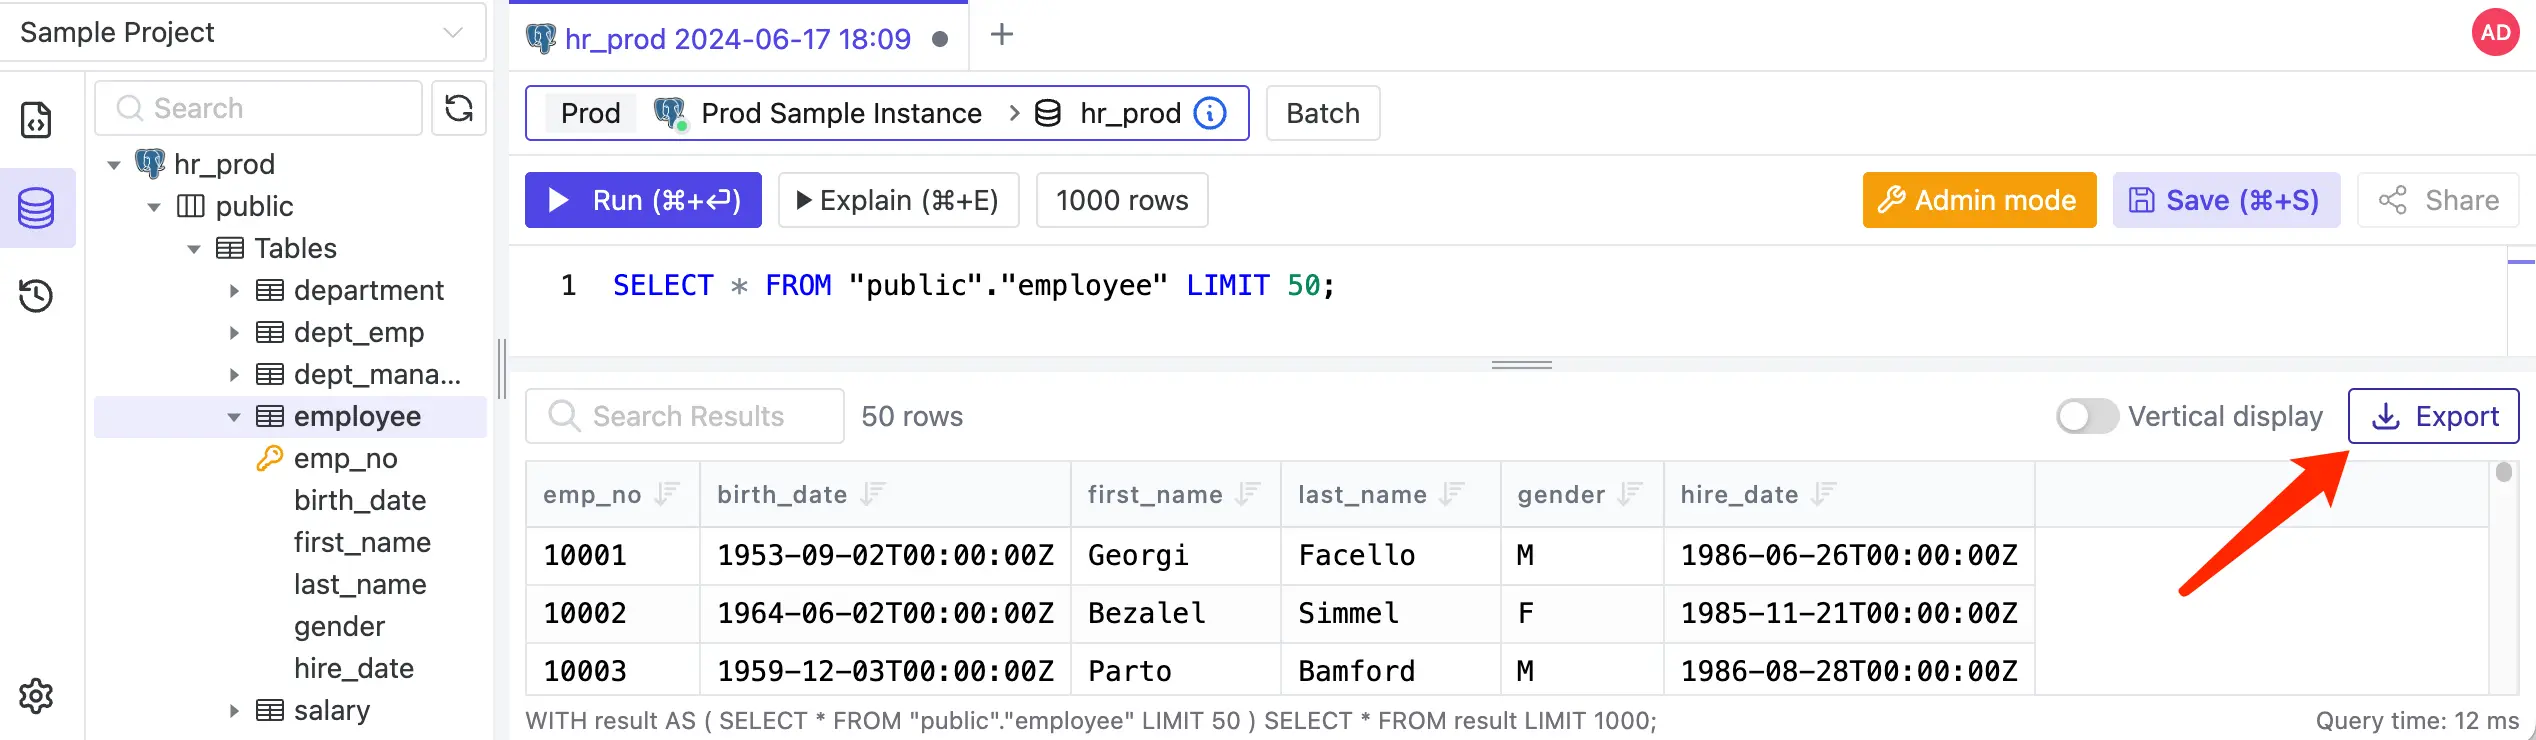 Sample Project
hr_prod 2024-06-17 18:09
AD
Search
Prod Prod Sample Instance > hr_prod
Batch
hr_prod
public
Tables
department
dept_emp
dept_mana...
employee
emp_no
birth_date
first_name
last_name
gender
hire_date
salary
Run (⌘+⏎)
Explain (⌘+E)
1000 rows
Admin mode
Save (⌘+S)
Share
1 SELECT * FROM "public"."employee" LIMIT 50;
Search Results
50 rows
Vertical display
Export
emp_no birth_date first_name last_name gender hire_date
10001 1953-09-02T00:00:00Z Georgi Facello M 1986-06-26T00:00:00Z
10002 1964-06-02T00:00:00Z Bezalel Simmel F 1985-11-21T00:00:00Z
10003 1959-12-03T00:00:00Z Parto Bamford M 1986-08-28T00:00:00Z
WITH result AS ( SELECT * FROM "public"."employee" LIMIT 50 ) SELECT * FROM result LIMIT 1000;
Query time: 12 ms